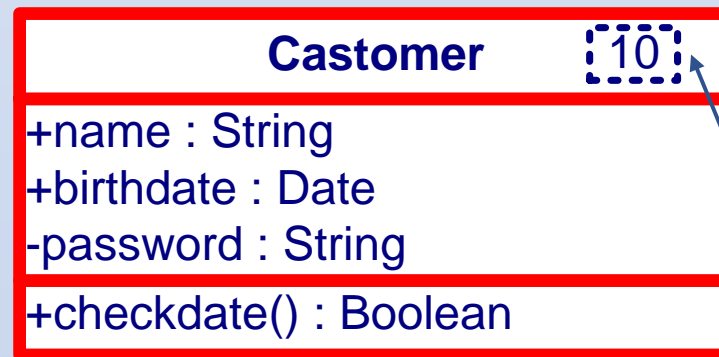 Castomer 10
+name : String
+birthdate : Date
-password : String
+checkdate() : Boolean